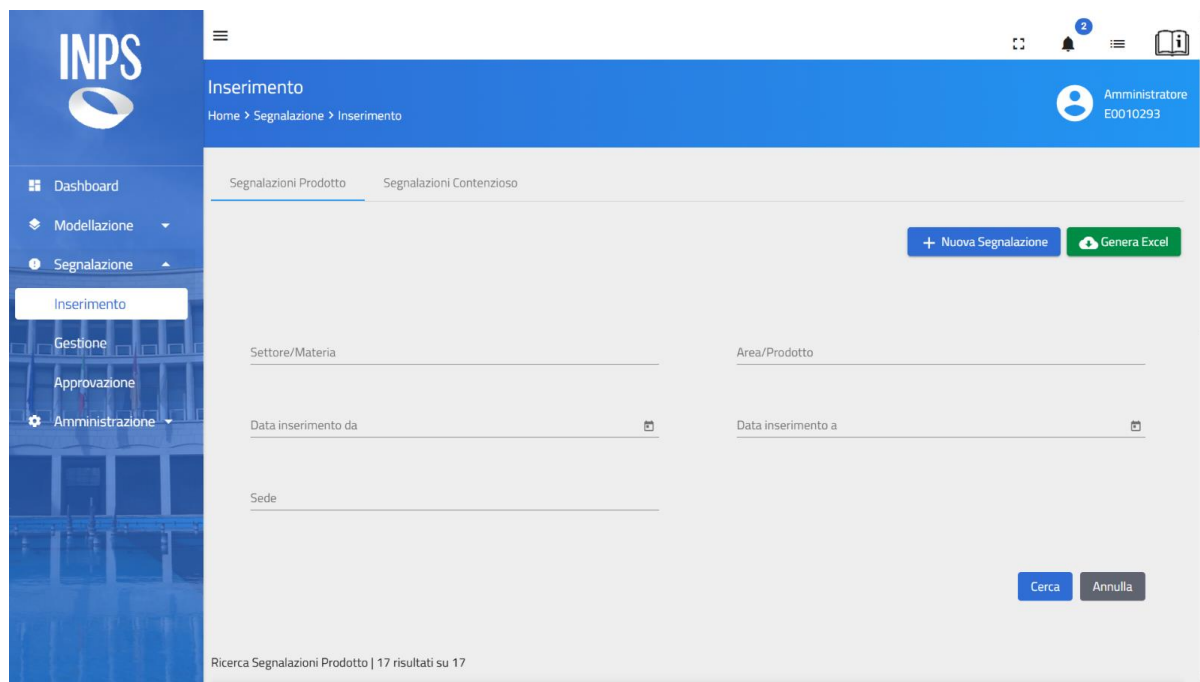 INPS
2
i
Inserimento
Home > Segnalazione > Inserimento
Amministratore
E0010293
Dashboard
Modellazione
Segnalazione
Inserimento
Gestione
Approvazione
Amministrazione
Segnalazioni Prodotto Segnalazioni Contenzioso
+ Nuova Segnalazione Genera Excel
Settore/Materia Area/Prodotto
Data inserimento da Data inserimento a
Sede
Cerca Annulla
Ricerca Segnalazioni Prodotto | 17 risultati su 17